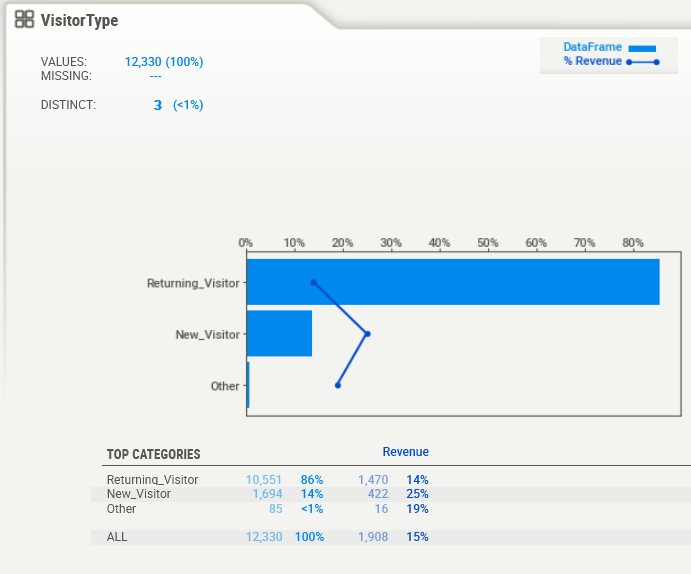 VisitorType
DataFrame
% Revenue
VALUES: 12,330 (100%)
MISSING: ---
DISTINCT: 3 (<1%)
0% 10% 20% 30% 40% 50% 60% 70% 80%
Returning_Visitor
New_Visitor
Other
TOP CATEGORIES Revenue
Returning_Visitor 10,551 86% 1,470 14%
New_Visitor 1,694 14% 422 25%
Other 85 <1% 16 19%
ALL 12,330 100% 1,908 15%